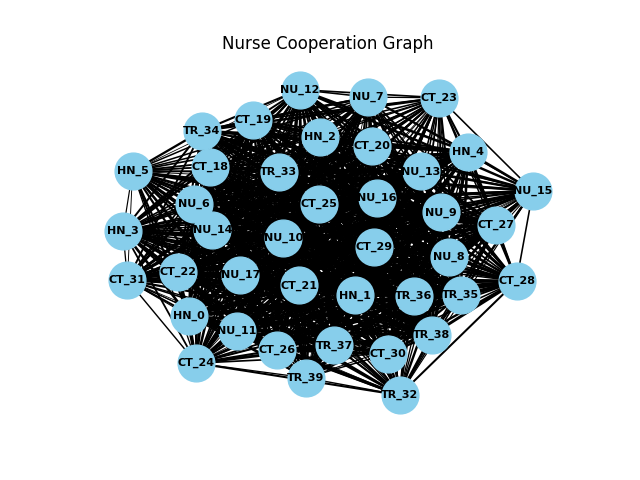 Nurse Cooperation Graph
NU_12
NU_7
CT_23
CT_19
TR_34
HN_2
CT_20
HN_4
CT_18
HN_5
TR_33
NU_13
NU_15
NU_16
NU_6
CT_25
NU_9
CT_27
NU_14
HN_3
NU_10
CT_29
NU_8
CT_22
NU_17
CT_31
CT_28
CT_21
HN_1
TR_36
TR_35
HN_0
NU_11
TR_38
TR_37
CT_26
CT_30
CT_24
TR_39
TR_32